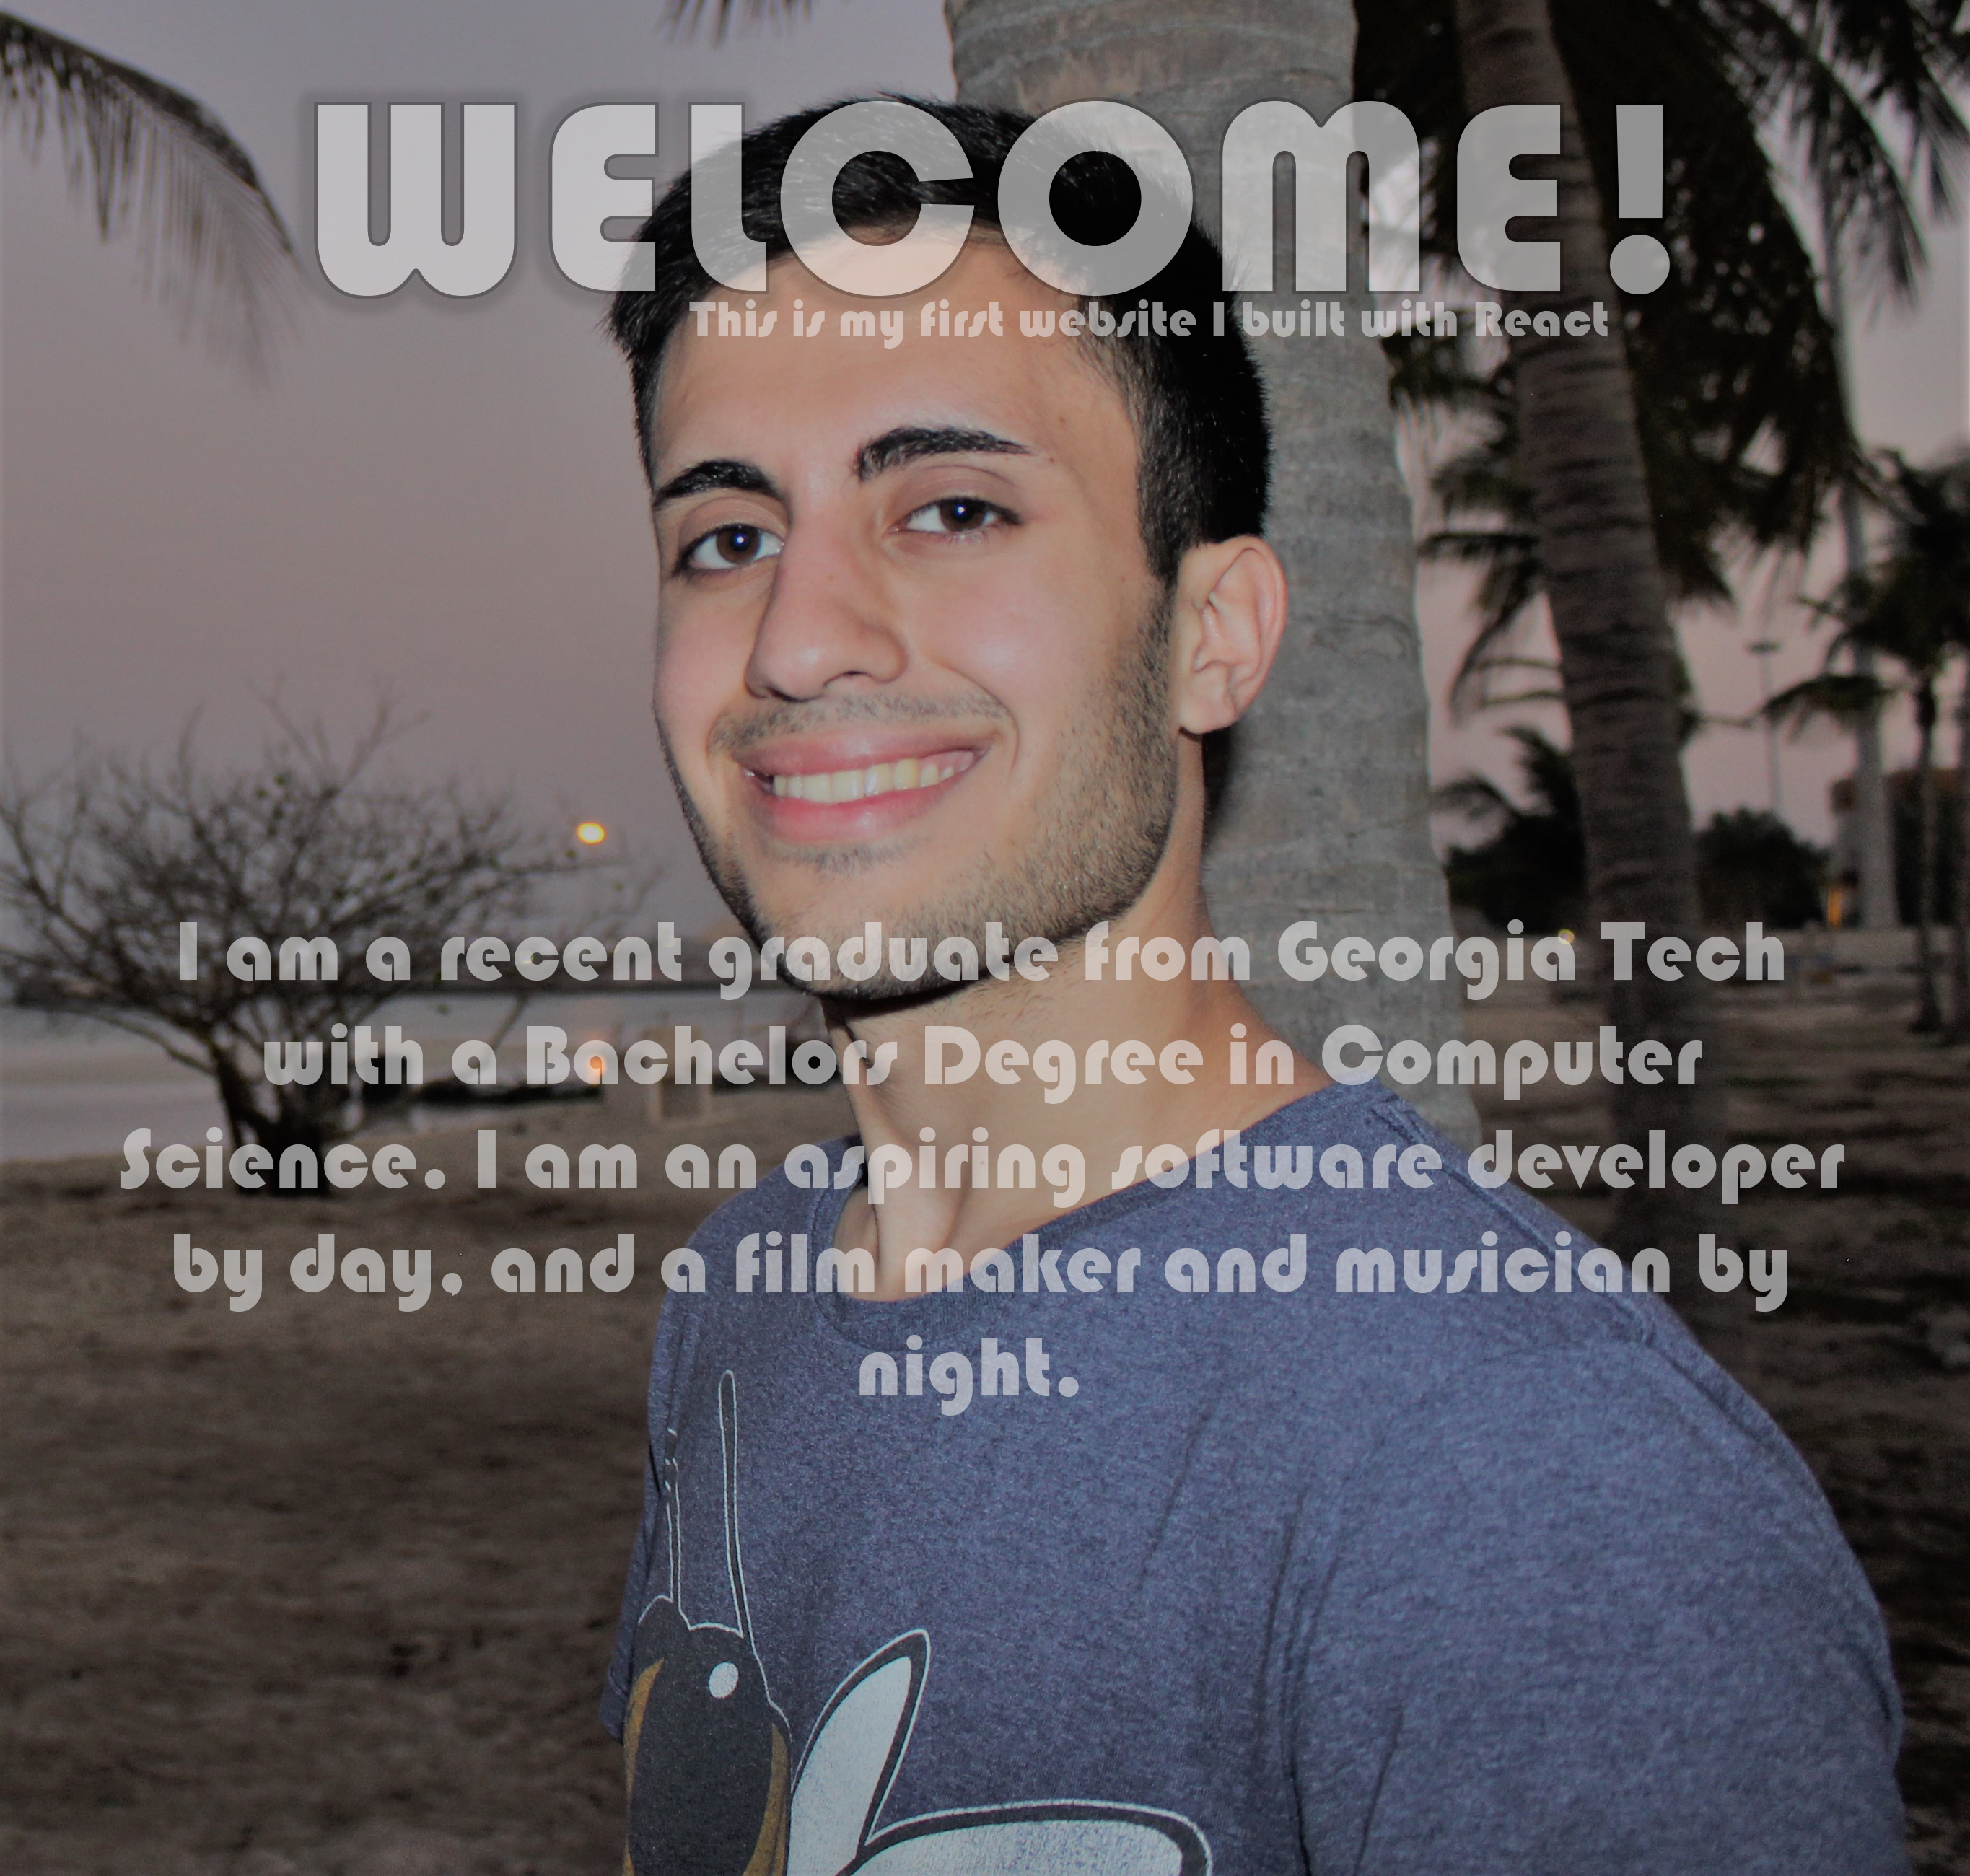 WELCOME!
This is my first website I built with React
I am a recent graduate from Georgia Tech
with a Bachelors Degree in Computer
Science. I am an aspiring software developer
by day, and a film maker and musician by
night.